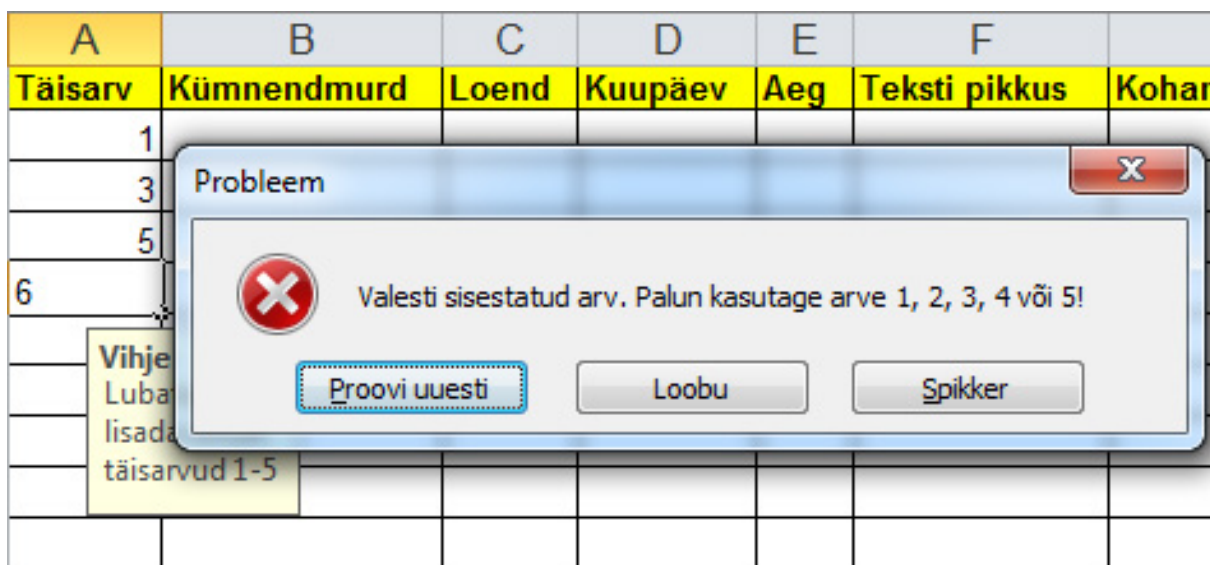 A B C D E F
Täisarv Kümnendmurd Loend Kuupäev Aeg Teksti pikkus
1
3
5
6
Probleem
Valesti sisestatud arv. Palun kasutage arve 1, 2, 3, 4 või 5!
Proovi uuesti Loobu Spikker
Vihje
täisarvud 1-5